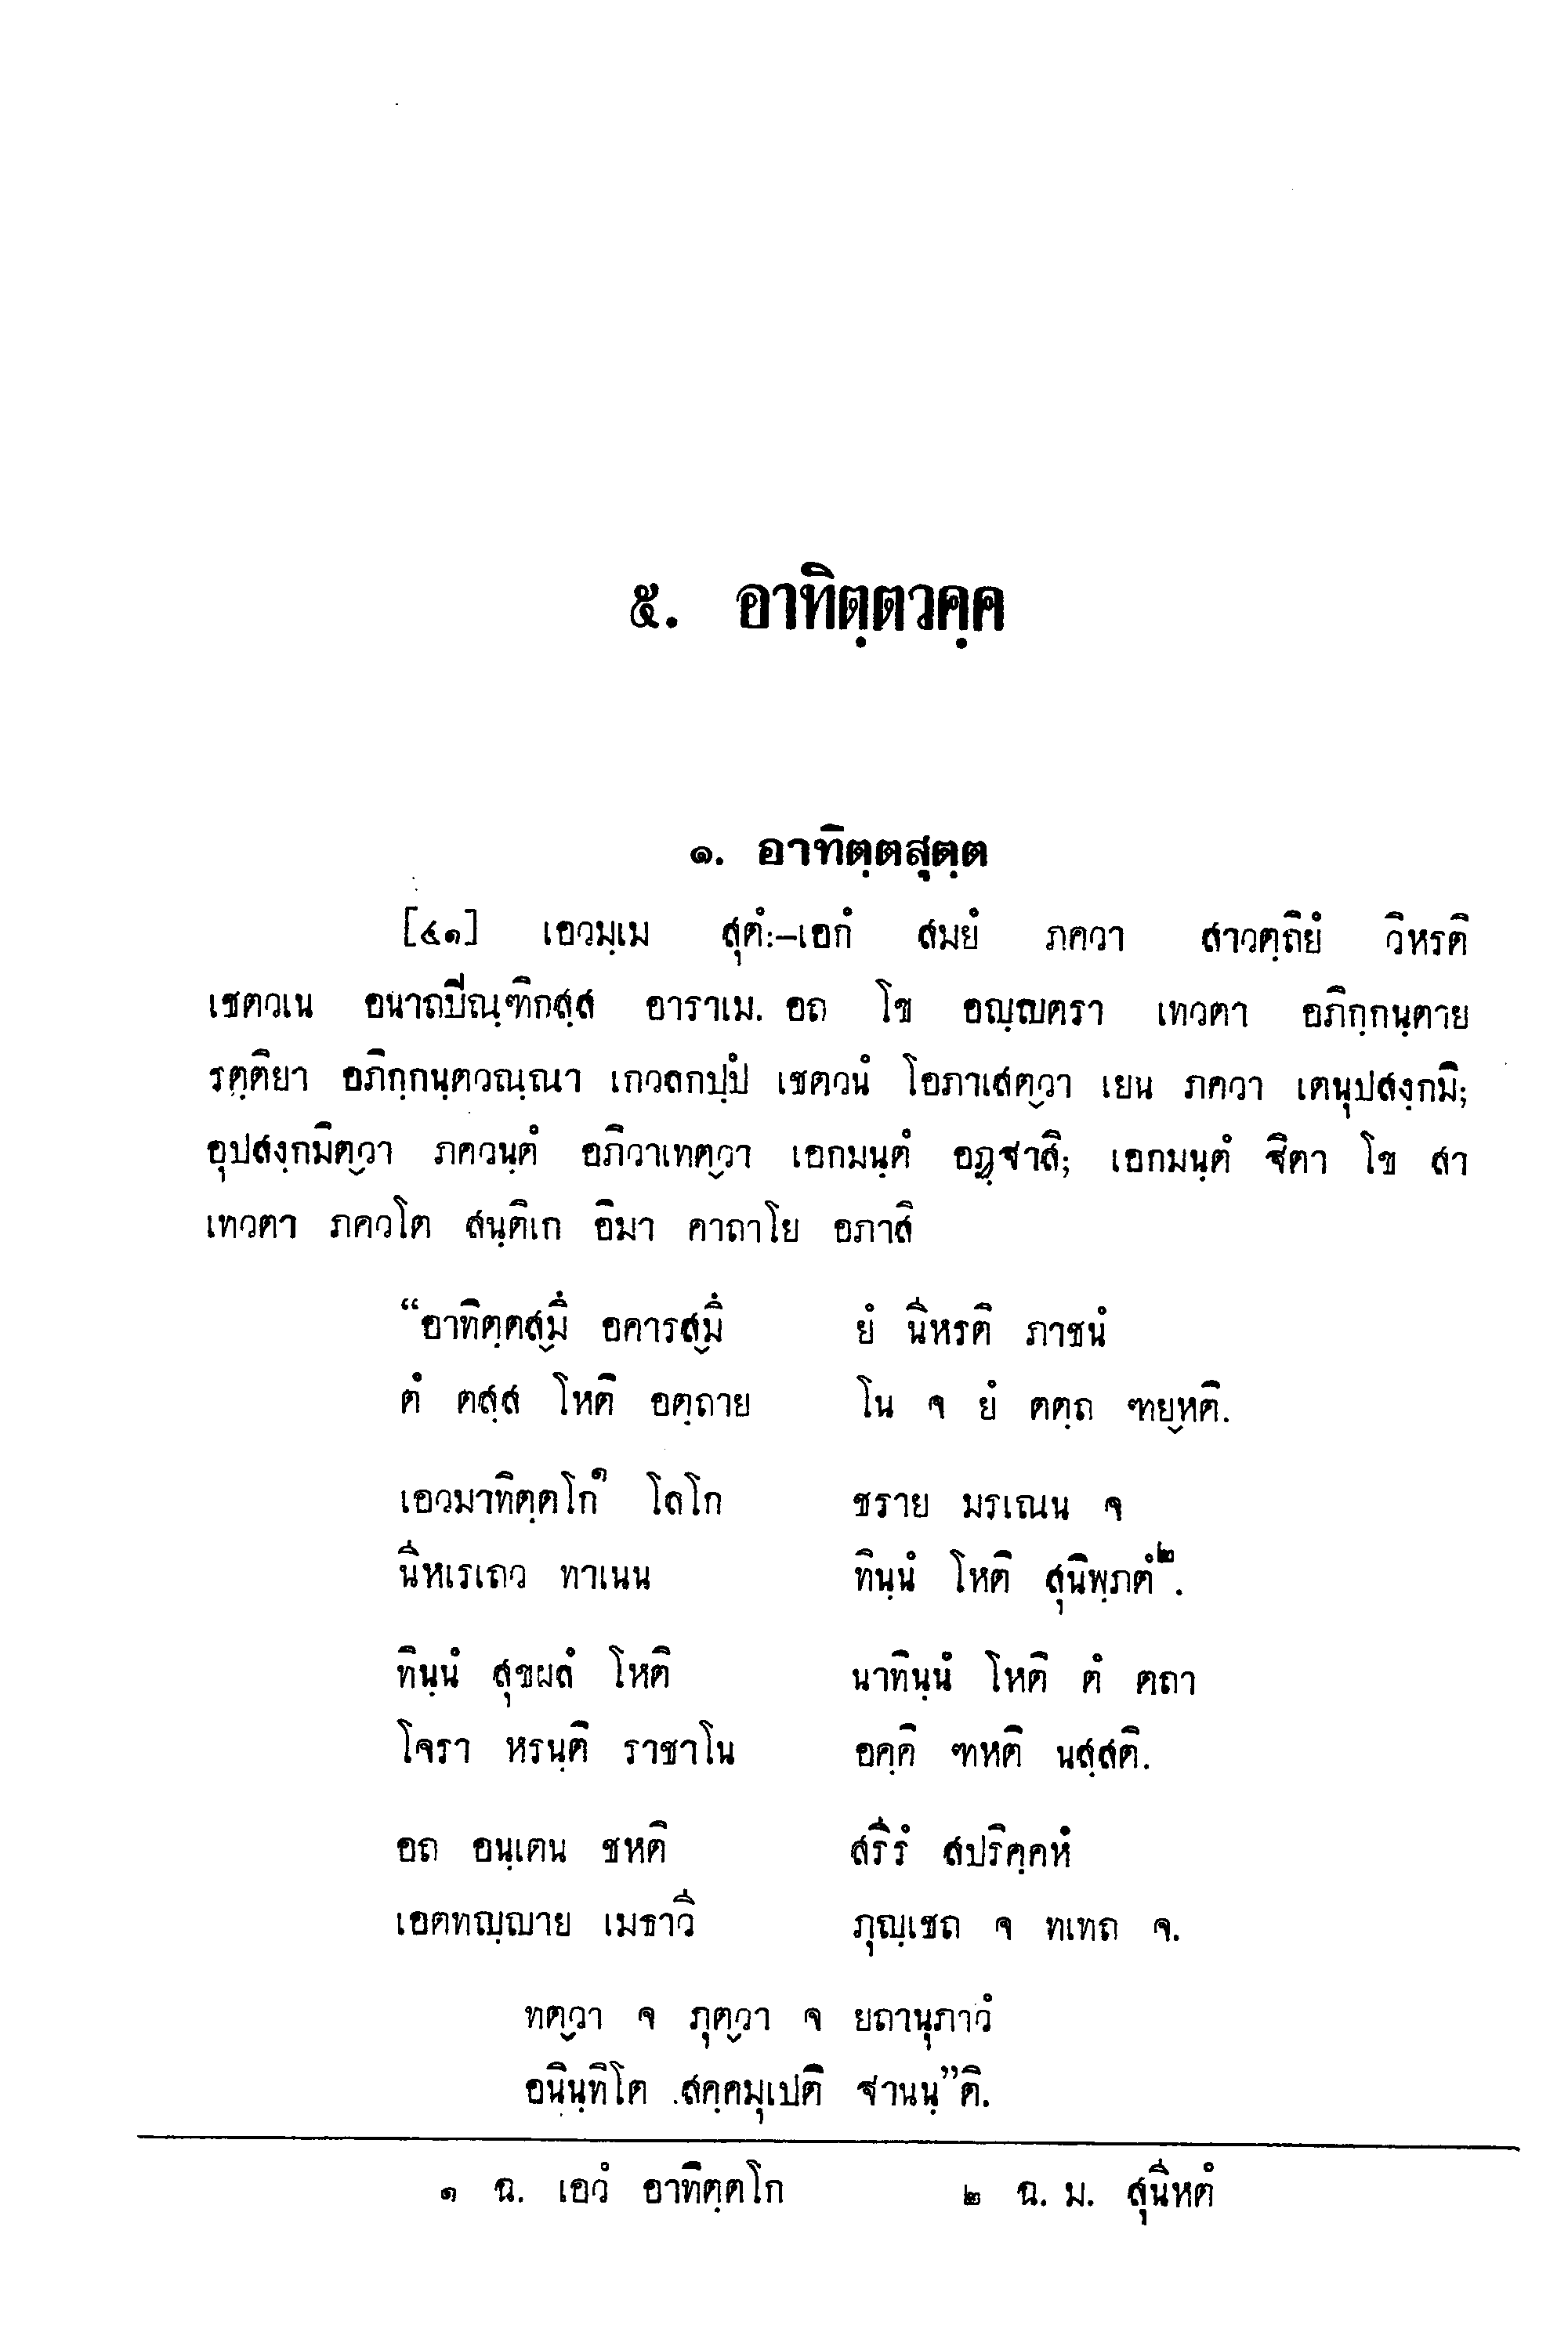 ๕. อาทิตฺตวคฺค
๑. อาทิตฺตสุตฺต
[๔๑] เอวมฺเม สุตํ:–เอกํ สมยํ ภควา สาวตฺถิยํ วิหรติ
เชตวเน อนาถปิณฺฑิกสฺส อาราเม. อถ โข อญฺญตรา เทวตา อภิกฺกนฺตาย
รตฺติยา อภิกฺกนฺตวณฺณา เกวลกปฺปํ เชตวนํ โอภาเสตฺวา เยน ภควา เตนุปสงฺกมิ;
อุปสงฺกมิตฺวา ภควนฺตํ อภิวาเทตฺวา เอกมนฺตํ อฏฺฐาสิ; เอกมนฺตํ ฐิตา โข สา
เทวตา ภควโต สนฺติเก อิมา คาถาโย อภาสิ
“อาทิตฺตสฺมิํ อคารสฺมิํ ยํ นีหรติ ภาชนํ
ตํ ตสฺส โหติ อตฺถาย โน จ ยํ ตตฺถ ฑยฺหติ.
เอวมาทิตฺตโก๑ โลโก ชราย มรเณน จ
นีหเรเถว ทาเนน ทินฺนํ โหติ สุนิพฺภตํ๒.
ทินฺนํ สุขผลํ โหติ นาทินฺนํ โหติ ตํ ตถา
โจรา หรนฺติ ราชาโน อคฺคิ ฑหติ นสฺสติ.
อถ อนฺเตน ชหติ สรีรํ สปริคฺคหํ
เอตทญฺญาย เมธาวี ภุญฺเชถ จ ทเทถ จ.
ทตฺวา จ ภุตฺวา จ ยถานุภาวํ
อนินฺทิโต สคฺคมุเปติ ฐานนฺ”ติ.
๑ ฉ. เอวํ อาทิตฺตโก ๒ ฉ. ม. สุนีหตํ